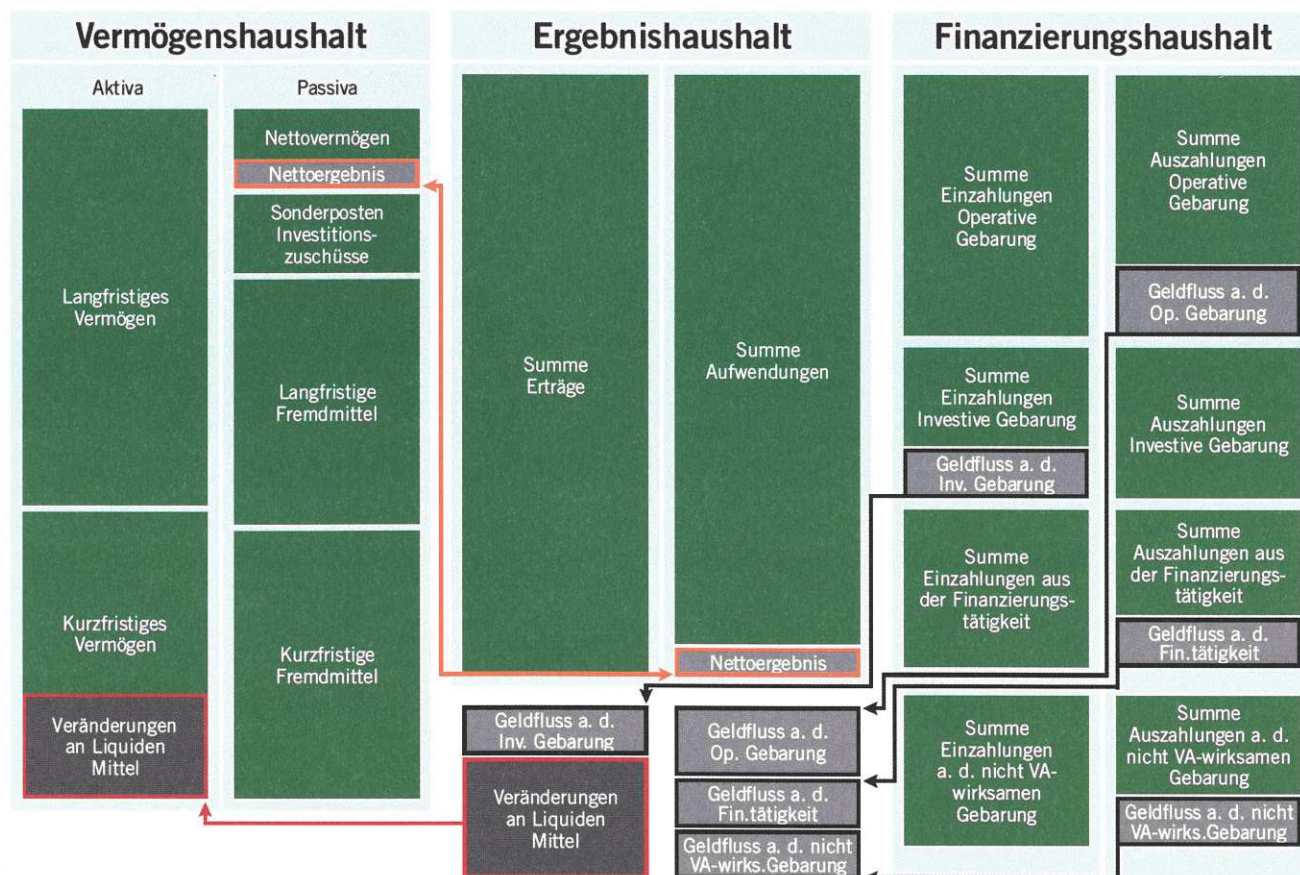 Vermögenshaushalt
Aktiva
Passiva
Langfristiges
Vermögen
Kurzfristiges
Vermögen
Veränderungen
an Liquiden
Mittel
Nettovermögen
Nettoergebnis
Sonderposten
Investitions-
zuschüsse
Langfristige
Fremdmittel
Kurzfristige
Fremdmittel
Ergebnishaushalt
Summe
Erträge
Summe
Aufwendungen
Nettoergebnis
Geldfluss a. d.
Inv. Gebarung
Veränderungen
an Liquiden
Mittel
Geldfluss a. d.
Op. Gebarung
Geldfluss a. d.
Fin.tätigkeit
Geldfluss a. d. nicht
VA-wirks.Gebarung
Finanzierungshaushalt
Summe
Einzahlungen
Operative
Gebarung
Summe
Einzahlungen
Investive Gebarung
Geldfluss a. d.
Inv. Gebarung
Summe
Einzahlungen aus
der Finanzierungs-
tätigkeit
Summe
Einzahlungen
a. d. nicht VA-
wirksamen
Gebarung
Summe
Auszahlungen
Operative
Gebarung
Geldfluss a. d.
Op. Gebarung
Summe
Auszahlungen
Investive Gebarung
Summe
Auszahlungen aus
der Finanzierungs-
tätigkeit
Geldfluss a. d.
Fin.tätigkeit
Summe
Auszahlungen a. d.
nicht VA-wirksamen
Gebarung
Geldfluss a. d. nicht
VA-wirks.Gebarung